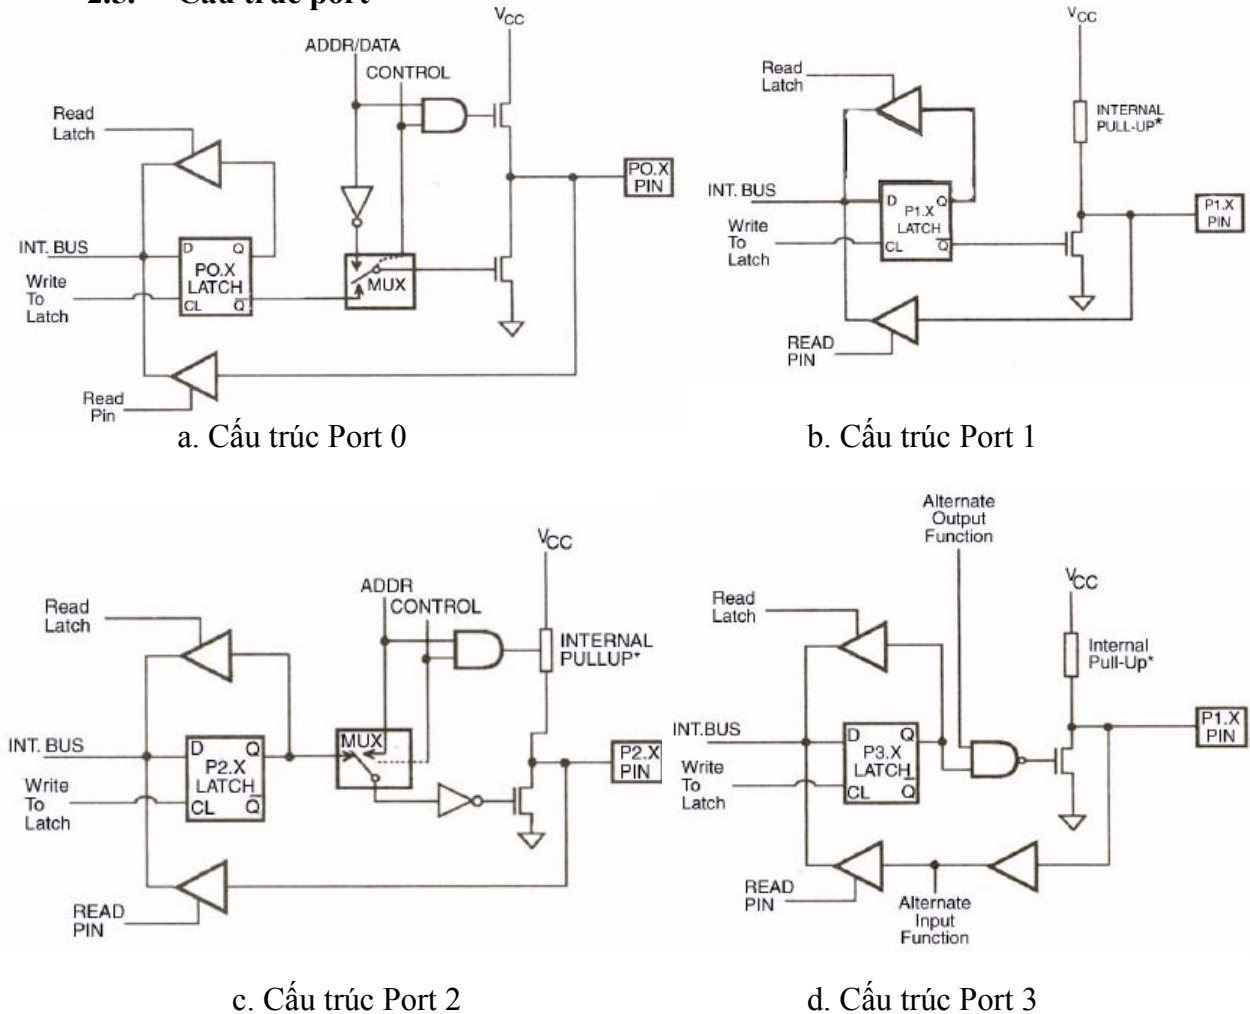 2.3. Cấu trúc port
VCC
ADDR/DATA
CONTROL
Read
Latch
PO.X
PIN
INT. BUS
D Q
PO.X
LATCH
CL Q
MUX
Write
To
Latch
Read
Pin
a. Cấu trúc Port 0
VCC
Read
Latch
INTERNAL
PULL-UP*
INT. BUS
D Q
P1.X
LATCH
CL Q
P1.X
PIN
Write
To
Latch
READ
PIN
b. Cấu trúc Port 1
VCC
ADDR
CONTROL
Read
Latch
INTERNAL
PULLUP*
INT. BUS
D Q
P2.X
LATCH
CL Q
MUX
P2.X
PIN
Write
To
Latch
READ
PIN
c. Cấu trúc Port 2
Alternate
Output
Function
VCC
Read
Latch
Internal
Pull-Up*
INT.BUS
D Q
P3.X
LATCH
CL Q
P1.X
PIN
Write
To
Latch
READ
PIN
Alternate
Input
Function
d. Cấu trúc Port 3